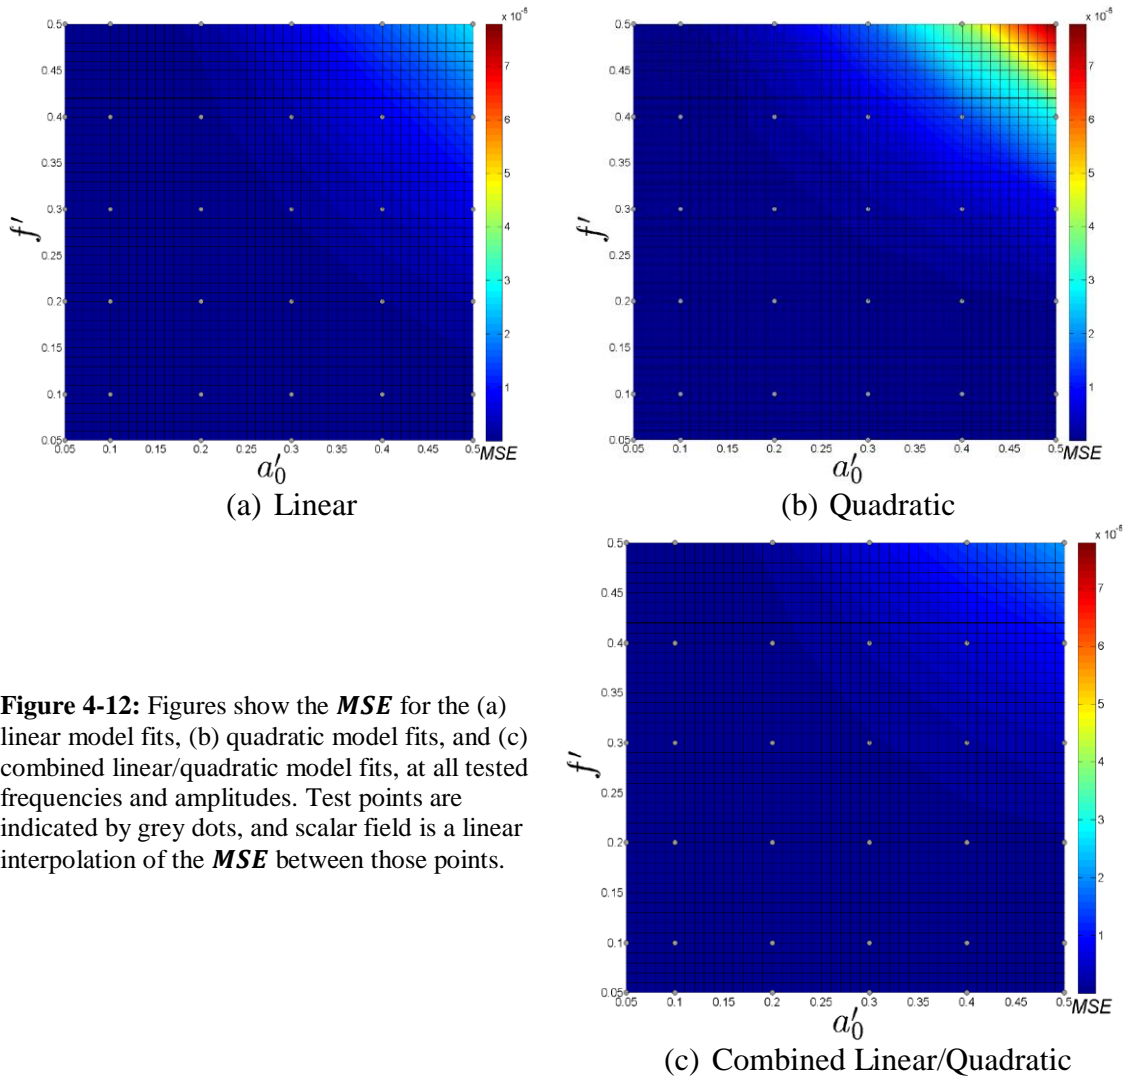 x 10⁻⁵
0.5
0.45
0.4
0.35
0.3
0.25
0.2
0.15
0.1
0.05
f′
7
6
5
4
3
2
1
0.05 0.1 0.15 0.2 0.25 0.3 0.35 0.4 0.45 0.5
MSE
a′₀
(a) Linear
x 10⁻⁵
0.5
0.45
0.4
0.35
0.3
0.25
0.2
0.15
0.1
0.05
f′
7
6
5
4
3
2
1
0.05 0.1 0.15 0.2 0.25 0.3 0.35 0.4 0.45 0.5
MSE
a′₀
(b) Quadratic
Figure 4-12: Figures show the MSE for the (a)
linear model fits, (b) quadratic model fits, and (c)
combined linear/quadratic model fits, at all tested
frequencies and amplitudes. Test points are
indicated by grey dots, and scalar field is a linear
interpolation of the MSE between those points.
x 10⁻⁵
0.5
0.45
0.4
0.35
0.3
0.25
0.2
0.15
0.1
0.05
f′
7
6
5
4
3
2
1
0.05 0.1 0.15 0.2 0.25 0.3 0.35 0.4 0.45 0.5
MSE
a′₀
(c) Combined Linear/Quadratic